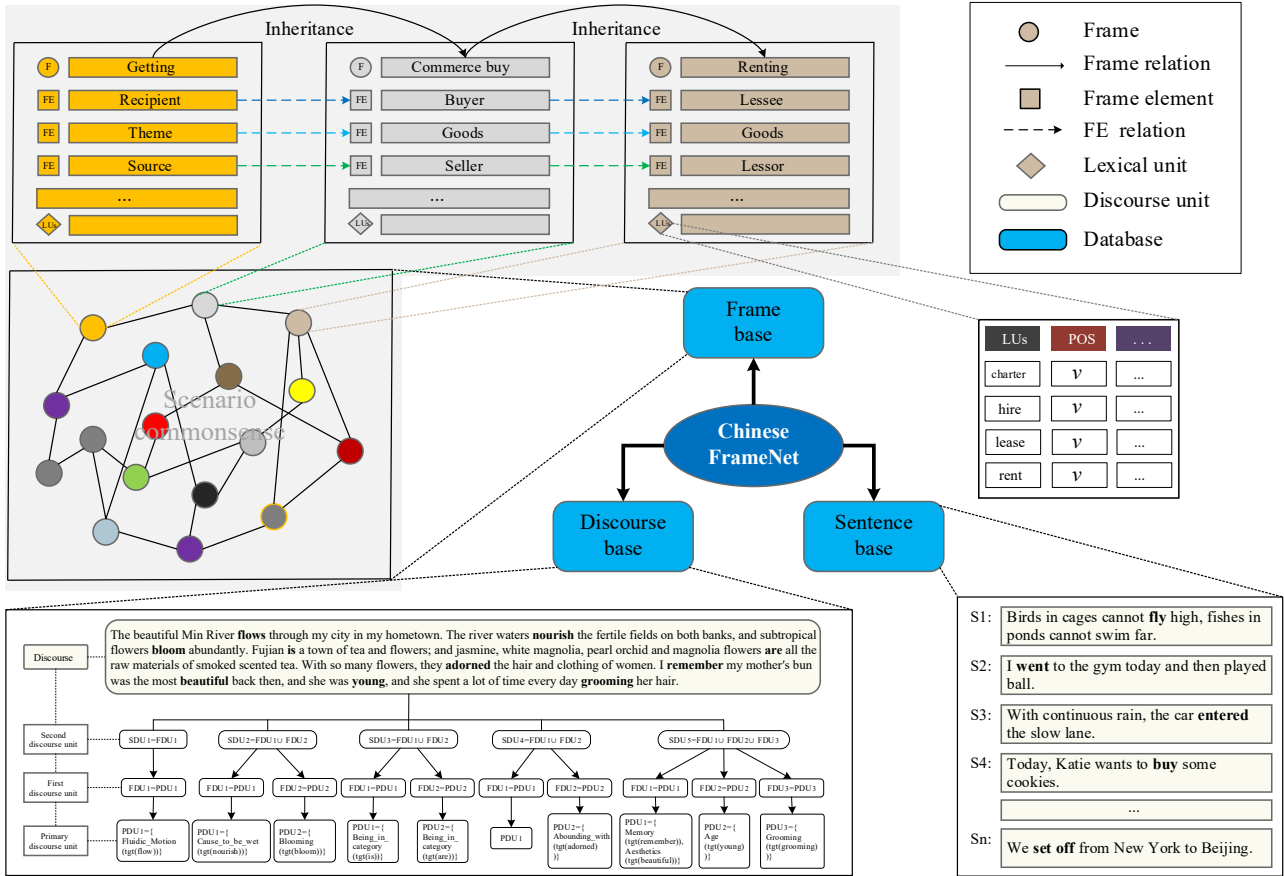 Inheritance
Inheritance
F Getting
FE Recipient
FE Theme
FE Source
...
LUs
F Commerce buy
FE Buyer
FE Goods
FE Seller
...
LUs
F Renting
FE Lessee
FE Goods
FE Lessor
...
LUs
Frame
Frame relation
Frame element
FE relation
Lexical unit
Discourse unit
Database
Scenario
commonsense
Frame
base
Chinese
FrameNet
Discourse
base
Sentence
base
LUs POS ...
charter v ...
hire v ...
lease v ...
rent v ...
Discourse
The beautiful Min River flows through my city in my hometown. The river waters nourish the fertile fields on both banks, and subtropical
flowers bloom abundantly. Fujian is a town of tea and flowers; and jasmine, white magnolia, pearl orchid and magnolia flowers are all the
raw materials of smoked scented tea. With so many flowers, they adorned the hair and clothing of women. I remember my mother's bun
was the most beautiful back then, and she was young, and she spent a lot of time every day grooming her hair.
Second
discourse unit
SDU1=FDU1
SDU2=FDU1∪ FDU2
SDU3=FDU1∪ FDU2
SDU4=FDU1∪ FDU2
SDU5=FDU1∪ FDU2∪ FDU3
First
discourse unit
FDU1=PDU1
FDU1=PDU1
FDU2=PDU2
FDU1=PDU1
FDU2=PDU2
FDU1=PDU1
FDU2=PDU2
FDU1=PDU1
FDU2=PDU2
FDU3=PDU3
Primary
discourse unit
PDU1={
Fluidic_Motion
(tgt(flow))}
PDU1={
Cause_to_be_wet
(tgt(nourish))}
PDU2={
Blooming
(tgt(bloom))}
PDU1={
Being_in_
category
(tgt(is))}
PDU2={
Being_in_
category
(tgt(are))}
PDU1
PDU2={
Abounding_with
(tgt(adorned)
)}
PDU1={
Memory
(tgt(remember)),
Aesthetics
(tgt(beautiful))}
PDU2={
Age
(tgt(young)
)}
PDU3={
Grooming
(tgt(grooming)
)}
S1: Birds in cages cannot fly high, fishes in
ponds cannot swim far.
S2: I went to the gym today and then played
ball.
S3: With continuous rain, the car entered
the slow lane.
S4: Today, Katie wants to buy some
cookies.
...
Sn: We set off from New York to Beijing.